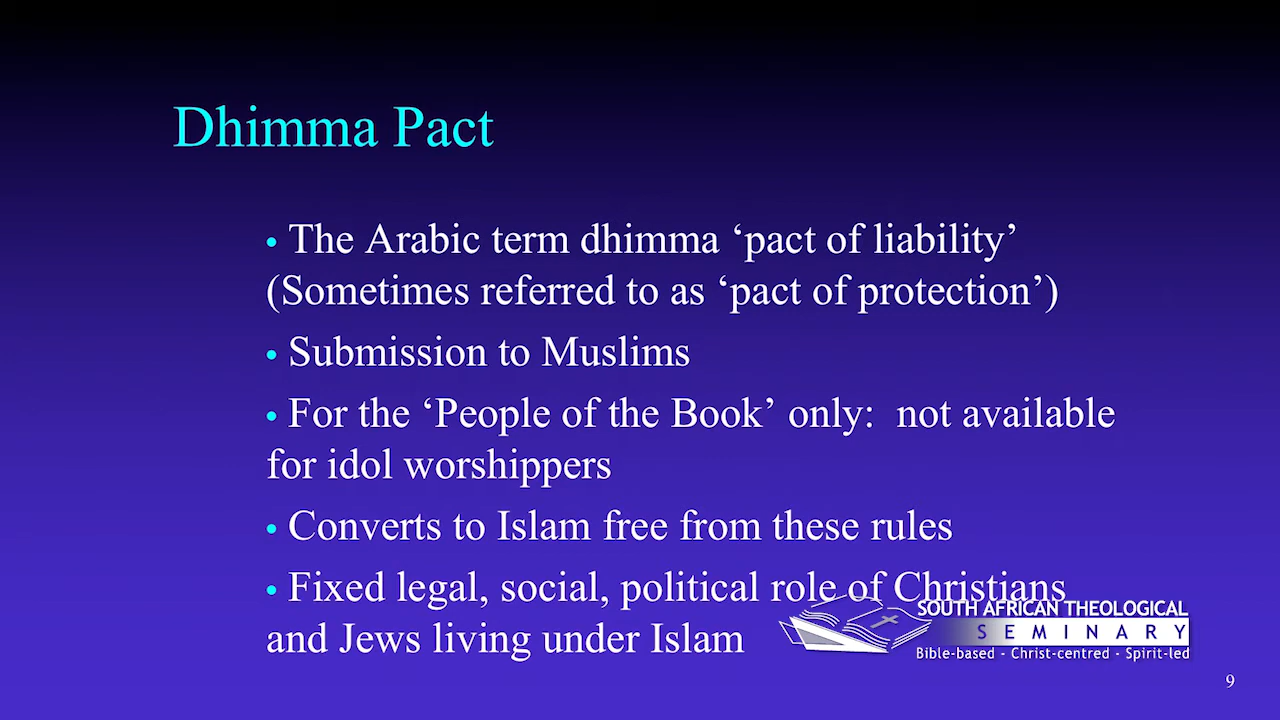 Dhimma Pact
• The Arabic term dhimma ‘pact of liability’
(Sometimes referred to as ‘pact of protection’)
• Submission to Muslims
• For the ‘People of the Book’ only:  not available
for idol worshippers
• Converts to Islam free from these rules
• Fixed legal, social, political role of Christians
and Jews living under Islam
SOUTH AFRICAN THEOLOGICAL
SEMINARY
Bible-based - Christ-centred - Spirit-led
9